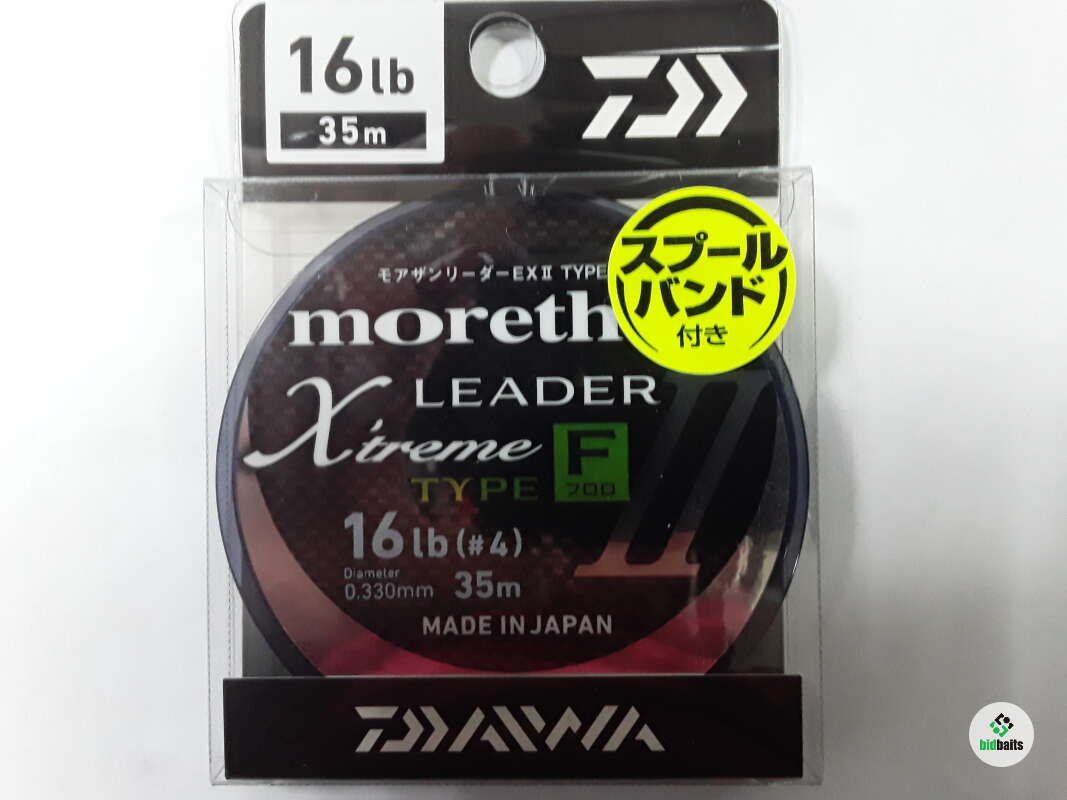 16lb
35m
スプール
バンド
付き
モアザンリーダーEXⅡ TYPE
moreth
LEADER
X'treme
TYPE F
フロロ
II
16lb(#4)
Diameter
0.330mm 35m
MADE IN JAPAN
DAIWA
bidbaits